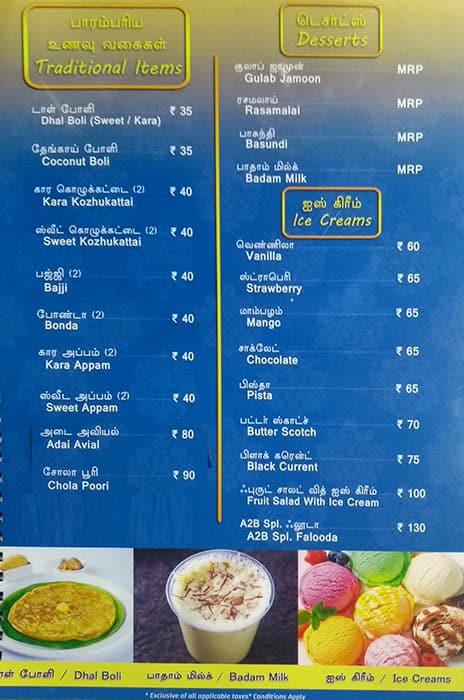 பாரம்பரிய
உணவு வகைகள்
Traditional Items
டால் போளி
Dhal Boli (Sweet / Kara)
₹ 35
தேங்காய் போளி
Coconut Boli
₹ 35
கார கொழுக்கட்டை (2)
Kara Kozhukattai
₹ 40
ஸ்வீட் கொழுக்கட்டை (2)
Sweet Kozhukattai
₹ 40
பஜ்ஜி (2)
Bajji
₹ 40
போண்டா (2)
Bonda
₹ 40
கார அப்பம் (2)
Kara Appam
₹ 40
ஸ்வீட அப்பம் (2)
Sweet Appam
₹ 40
அடை அவியல்
Adai Avial
₹ 80
சோலா பூரி
Chola Poori
₹ 90
டெசர்ட்ஸ்
Desserts
குலாப் ஜாமுன்
Gulab Jamoon
MRP
ரசமலாய்
Rasamalai
MRP
பாசுந்தி
Basundi
MRP
பாதாம் மில்க்
Badam Milk
MRP
ஐஸ் கிரீம்
Ice Creams
வெண்ணிலா
Vanilla
₹ 60
ஸ்ட்ராபெரி
Strawberry
₹ 65
மாம்பழம்
Mango
₹ 65
சாக்லேட்
Chocolate
₹ 65
பிஸ்தா
Pista
₹ 65
பட்டர் ஸ்காட்ச்
Butter Scotch
₹ 70
பிளாக் கரென்ட்
Black Current
₹ 75
ஃபுருட் சாலட் வித் ஐஸ் கிரீம்
Fruit Salad With Ice Cream
₹ 100
A2B Spl. ஃலூடா
A2B Spl. Falooda
₹ 130
ாள் போளி / Dhal Boli
பாதாம் மில்க் / Badam Milk
ஐஸ் கிரீம் / Ice Creams
* Exclusive of all applicable taxes* Conditions Apply